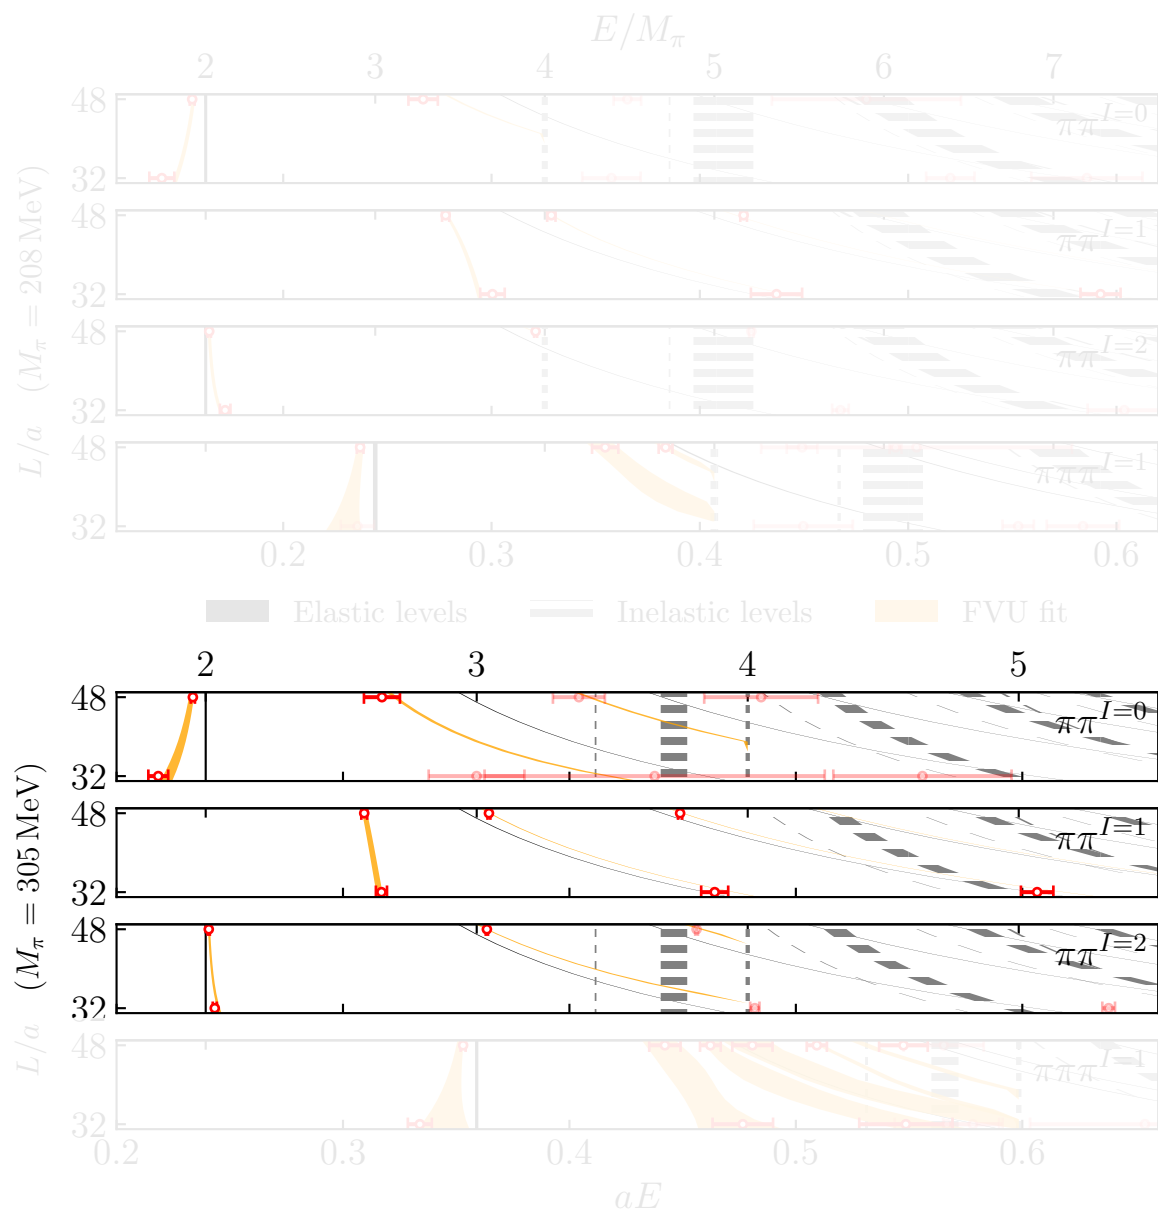 E/M_π
2 3 4 5 6 7
48 ππ^{I=0}
32
48 ππ^{I=1}
32
48 ππ^{I=2}
32
48 πππ^{I=1}
32
0.2 0.3 0.4 0.5 0.6
L/a (M_π = 208 MeV)
Elastic levels Inelastic levels FVU fit
2 3 4 5
48 ππ^{I=0}
32
48 ππ^{I=1}
32
48 ππ^{I=2}
32
48 πππ^{I=1}
32
0.2 0.3 0.4 0.5 0.6
L/a (M_π = 305 MeV)
aE